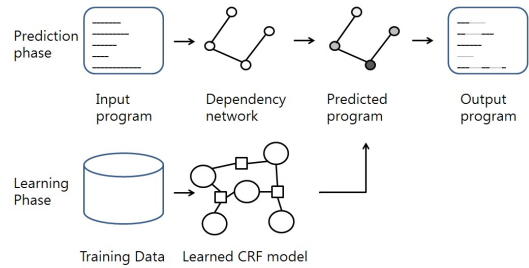 Prediction
phase
Input
program
Dependency
network
Predicted
program
Output
program
Learning
Phase
Training Data
Learned CRF model